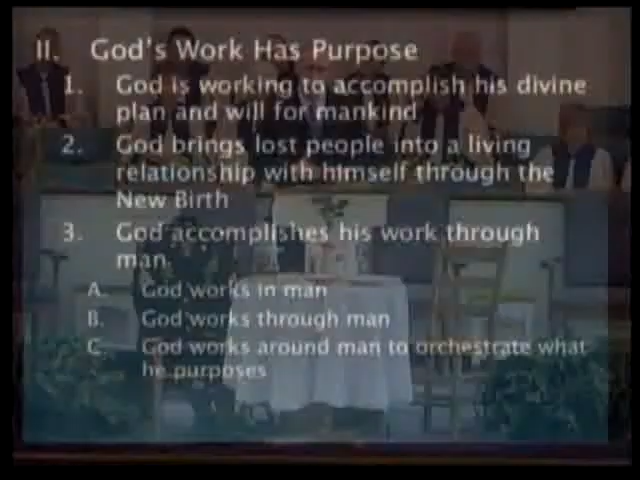 II. God's Work Has Purpose
1. God is working to accomplish his divine
plan and will for mankind
2. God brings lost people into a living
relationship with himself through the
New Birth
3. God accomplishes his work through
man.
A. God works in man
B. God works through man
C. God works around man to orchestrate what
he purposes